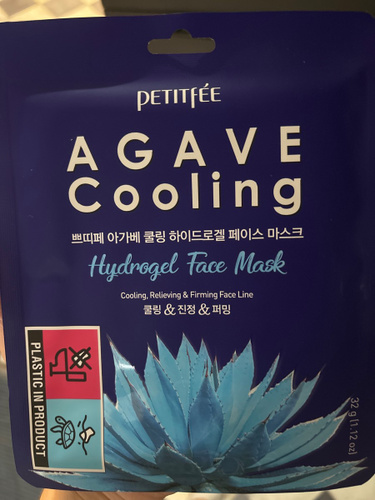 PETITFÉE
AGAVE
Cooling
쁘띠페 아가베 쿨링 하이드로겔 페이스 마스크
Hydrogel Face Mask
Cooling, Relieving & Firming Face Line
쿨링 & 진정 & 퍼밍
PLASTIC IN PRODUCT
32 g [1.12 oz]